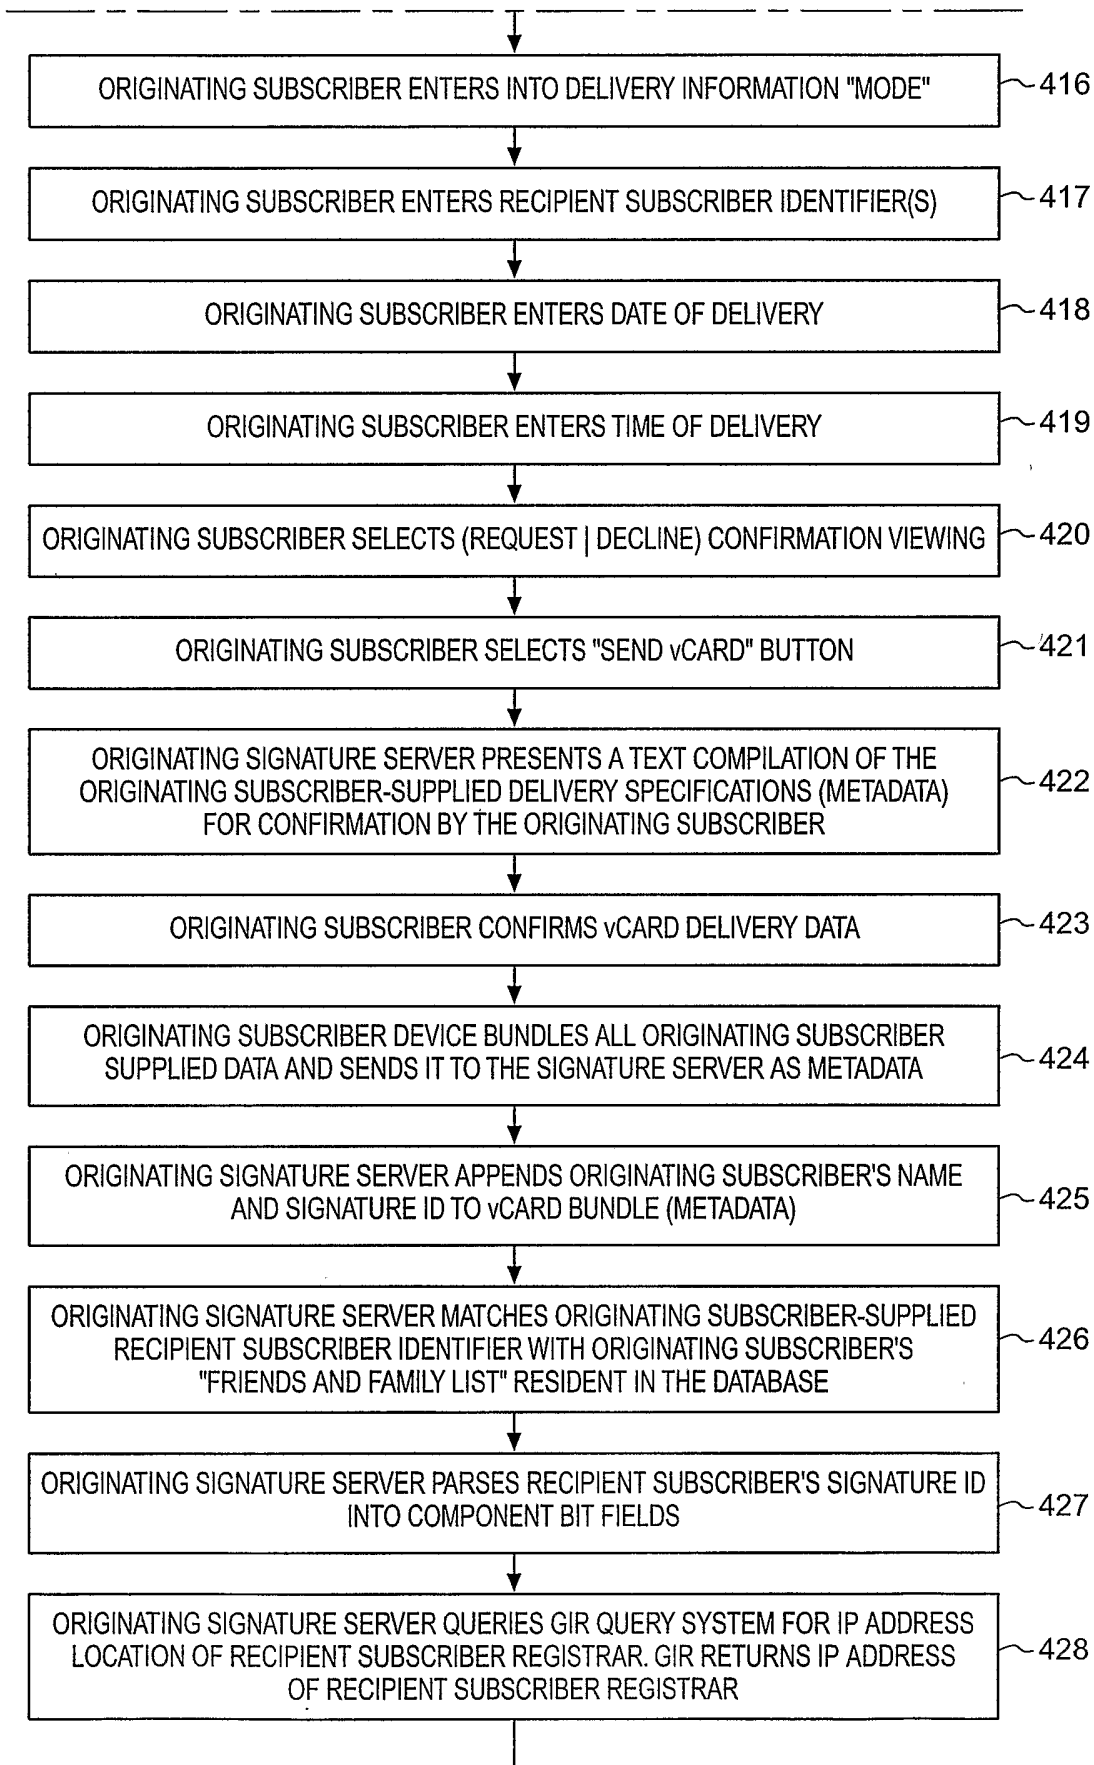 ORIGINATING SUBSCRIBER ENTERS INTO DELIVERY INFORMATION "MODE"
416
ORIGINATING SUBSCRIBER ENTERS RECIPIENT SUBSCRIBER IDENTIFIER(S)
417
ORIGINATING SUBSCRIBER ENTERS DATE OF DELIVERY
418
ORIGINATING SUBSCRIBER ENTERS TIME OF DELIVERY
419
ORIGINATING SUBSCRIBER SELECTS (REQUEST | DECLINE) CONFIRMATION VIEWING
420
ORIGINATING SUBSCRIBER SELECTS "SEND vCARD" BUTTON
421
ORIGINATING SIGNATURE SERVER PRESENTS A TEXT COMPILATION OF THE
ORIGINATING SUBSCRIBER-SUPPLIED DELIVERY SPECIFICATIONS (METADATA)
FOR CONFIRMATION BY THE ORIGINATING SUBSCRIBER
422
ORIGINATING SUBSCRIBER CONFIRMS vCARD DELIVERY DATA
423
ORIGINATING SUBSCRIBER DEVICE BUNDLES ALL ORIGINATING SUBSCRIBER
SUPPLIED DATA AND SENDS IT TO THE SIGNATURE SERVER AS METADATA
424
ORIGINATING SIGNATURE SERVER APPENDS ORIGINATING SUBSCRIBER'S NAME
AND SIGNATURE ID TO vCARD BUNDLE (METADATA)
425
ORIGINATING SIGNATURE SERVER MATCHES ORIGINATING SUBSCRIBER-SUPPLIED
RECIPIENT SUBSCRIBER IDENTIFIER WITH ORIGINATING SUBSCRIBER'S
"FRIENDS AND FAMILY LIST" RESIDENT IN THE DATABASE
426
ORIGINATING SIGNATURE SERVER PARSES RECIPIENT SUBSCRIBER'S SIGNATURE ID
INTO COMPONENT BIT FIELDS
427
ORIGINATING SIGNATURE SERVER QUERIES GIR QUERY SYSTEM FOR IP ADDRESS
LOCATION OF RECIPIENT SUBSCRIBER REGISTRAR. GIR RETURNS IP ADDRESS
OF RECIPIENT SUBSCRIBER REGISTRAR
428